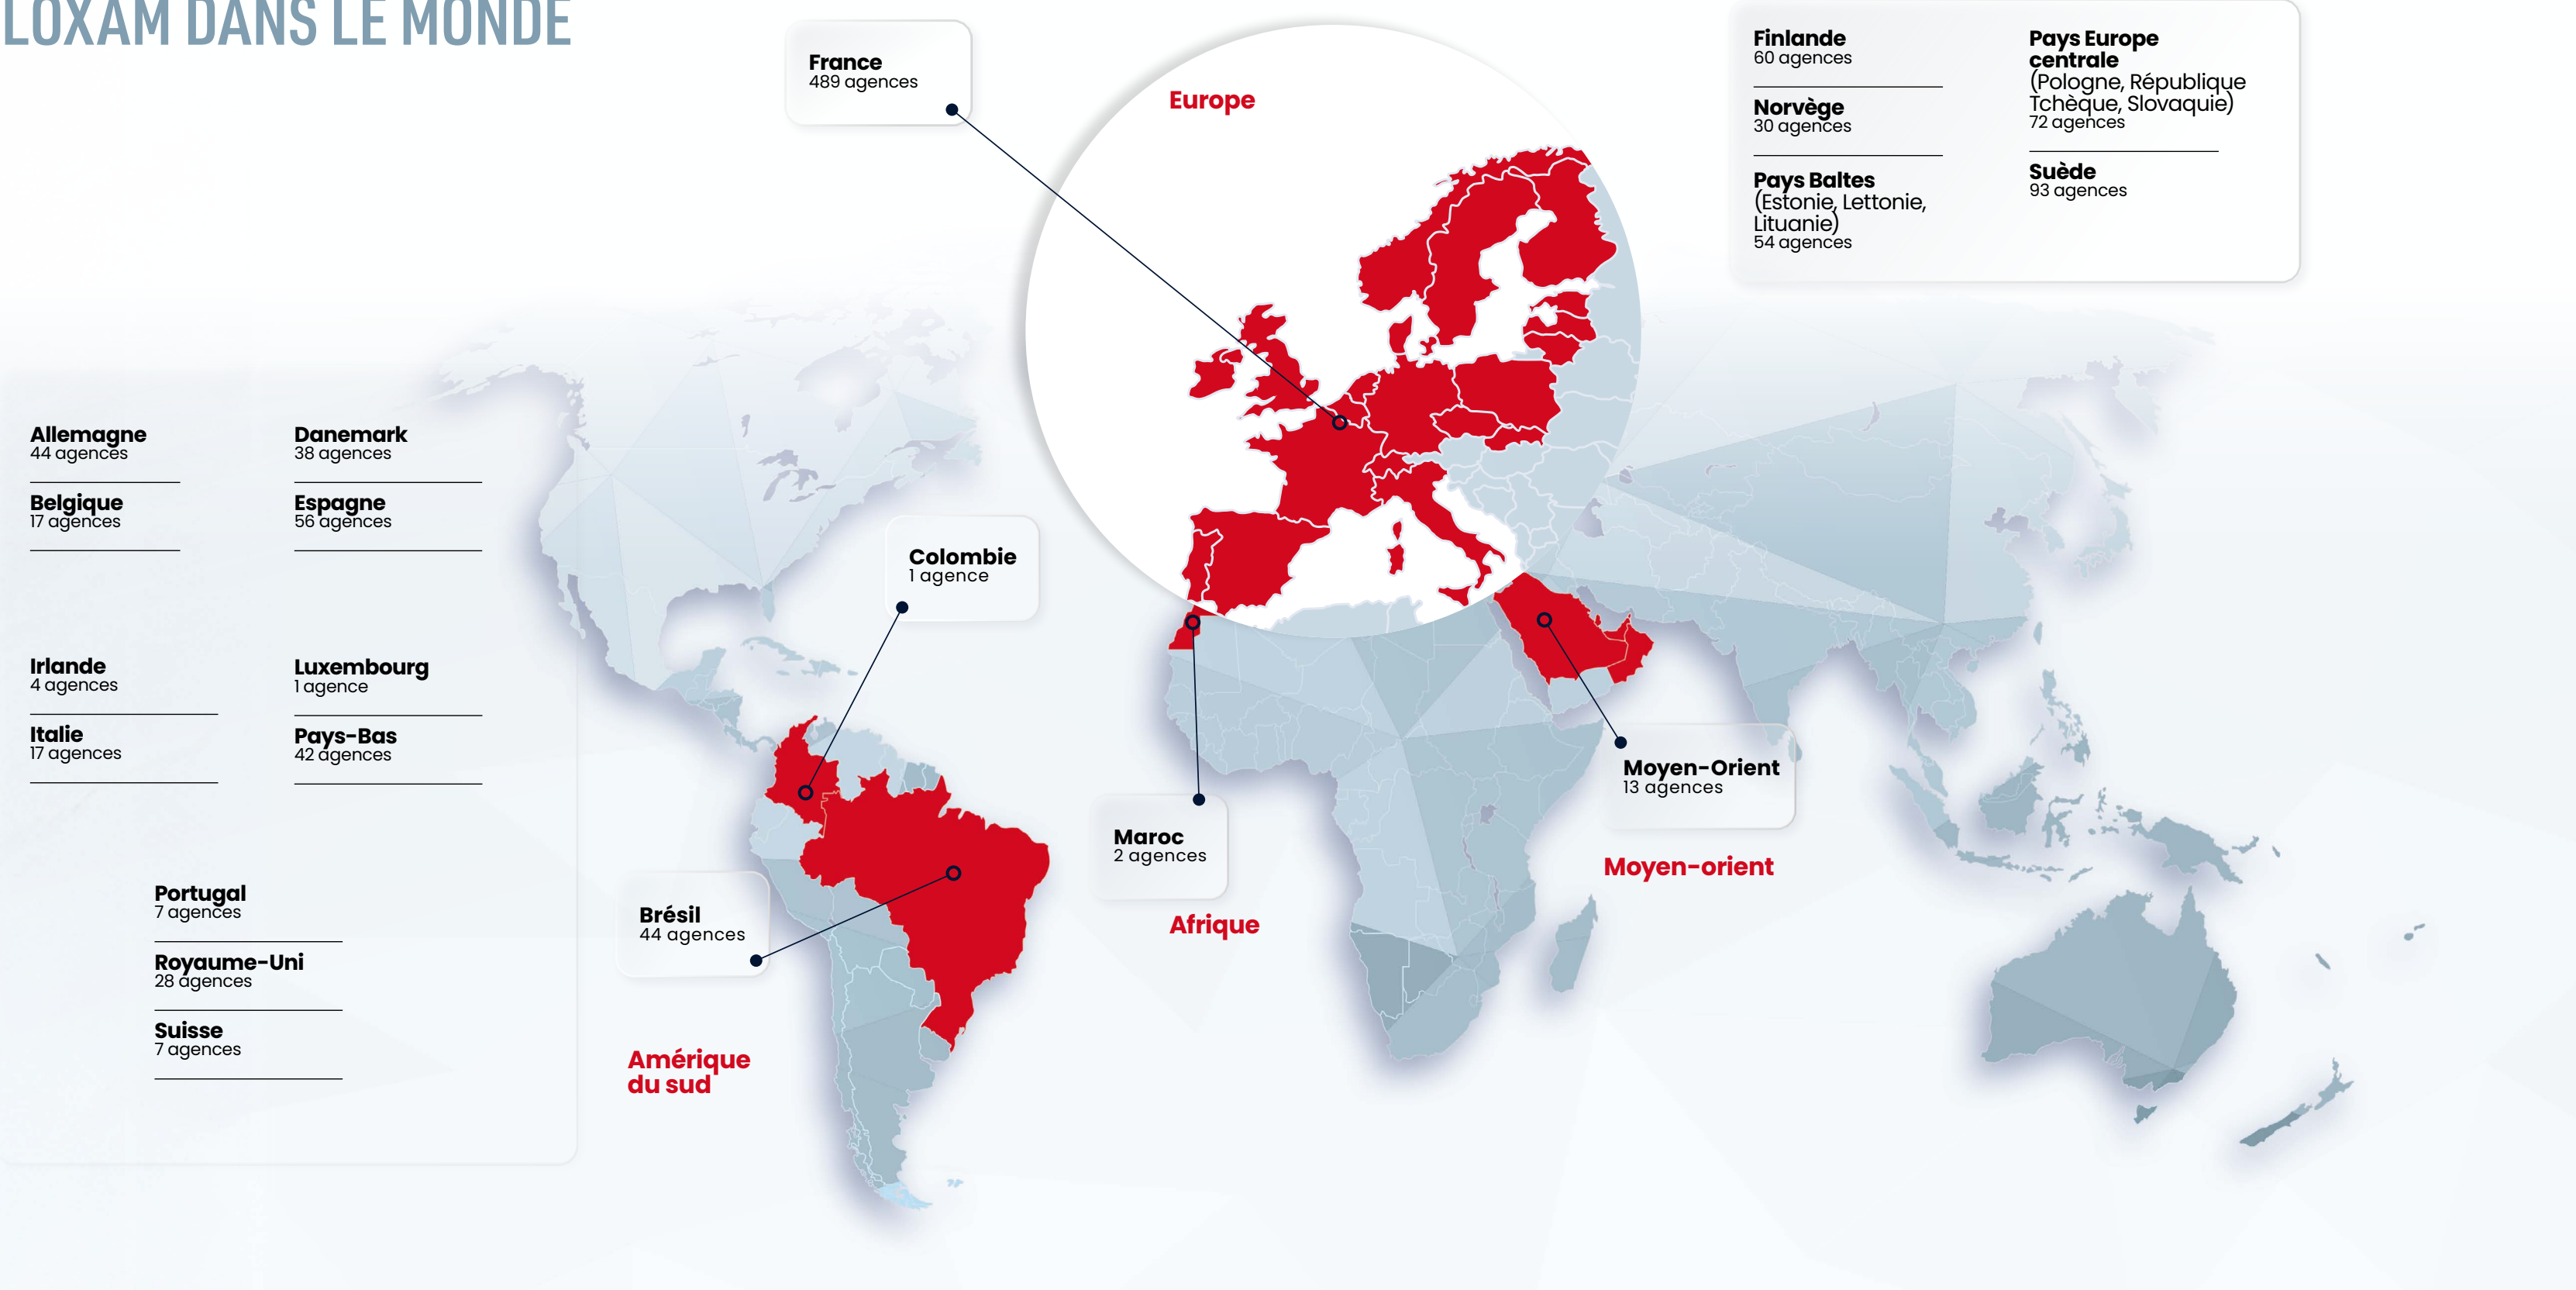 LOXAM DANS LE MONDE
France
489 agences
Europe
Finlande
60 agences
Norvège
30 agences
Pays Baltes
(Estonie, Lettonie,
Lituanie)
54 agences
Pays Europe
centrale
(Pologne, République
Tchèque, Slovaquie)
72 agences
Suède
93 agences
Allemagne
44 agences
Belgique
17 agences
Danemark
38 agences
Espagne
56 agences
Irlande
4 agences
Italie
17 agences
Luxembourg
1 agence
Pays-Bas
42 agences
Portugal
7 agences
Royaume-Uni
28 agences
Suisse
7 agences
Colombie
1 agence
Brésil
44 agences
Amérique
du sud
Maroc
2 agences
Afrique
Moyen-Orient
13 agences
Moyen-orient